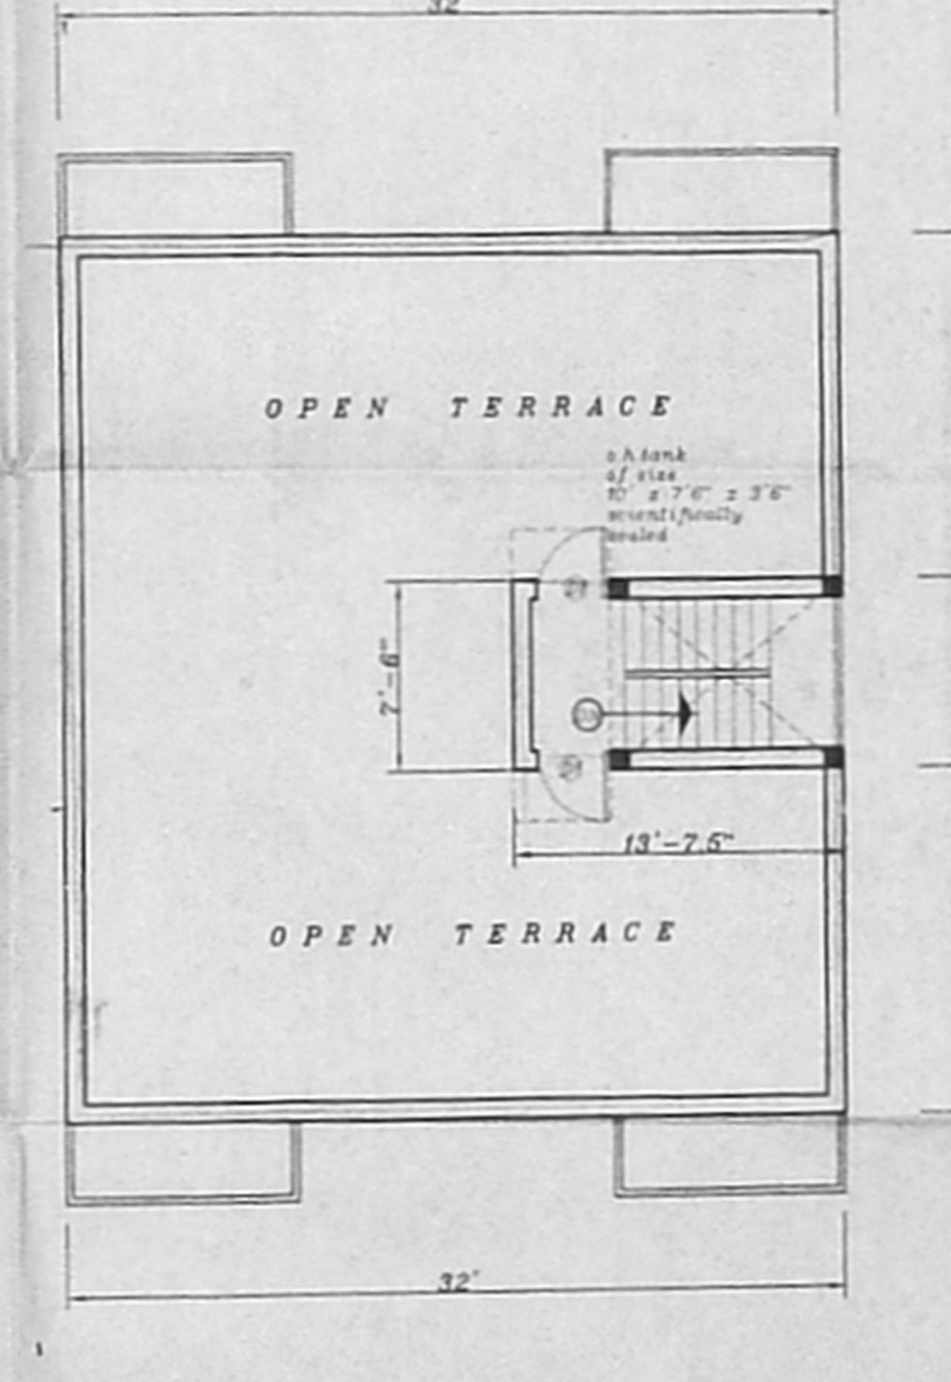 32'
OPEN TERRACE
o.h.tank
of size
10' x 7'6" x 3'6"
scientifically
sealed
7'-6"
13'-7.5"
OPEN TERRACE
32'